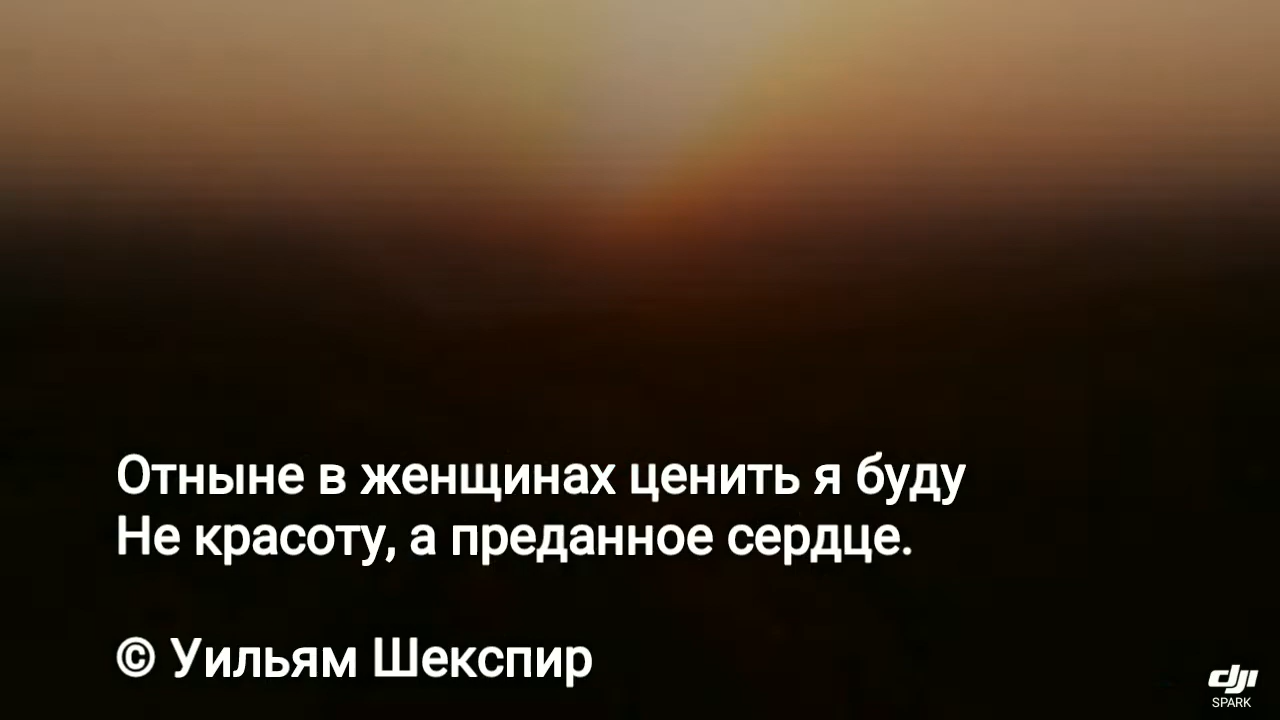 Отныне в женщинах ценить я буду
Не красоту, а преданное сердце.
© Уильям Шекспир
dji
SPARK